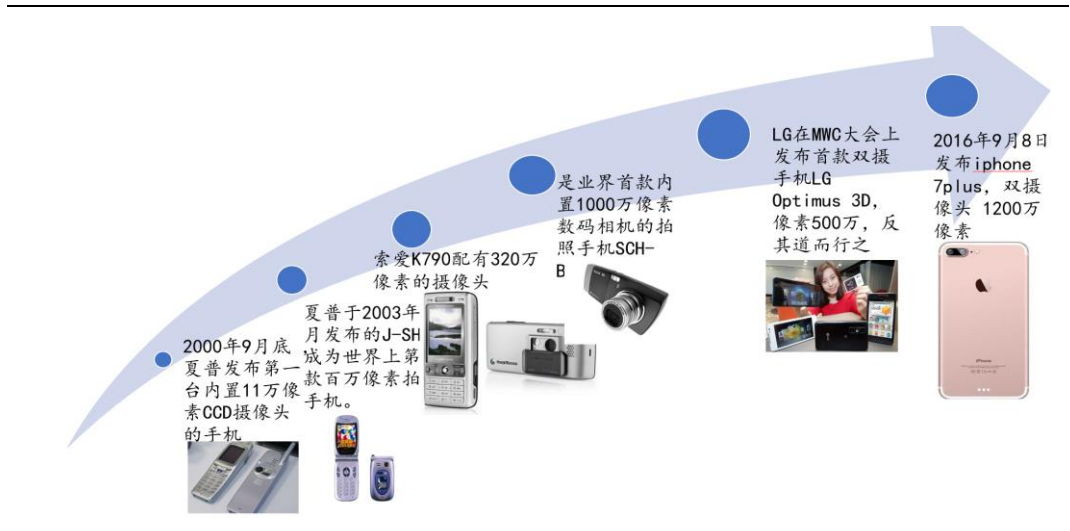 2000年9月底
夏普发布第一
台内置11万像
素CCD摄像头
的手机
夏普于2003年
月发布的J-SH
成为世界上第
款百万像素拍
手机。
索爱K790配有320万
像素的摄像头
是业界首款内
置1000万像素
数码相机的拍
照手机SCH-
B
LG在MWC大会上
发布首款双摄
手机LG
Optimus 3D,
像素500万，反
其道而行之
2016年9月8日
发布iphone
7plus，双摄
像头 1200万
像素
iPhone